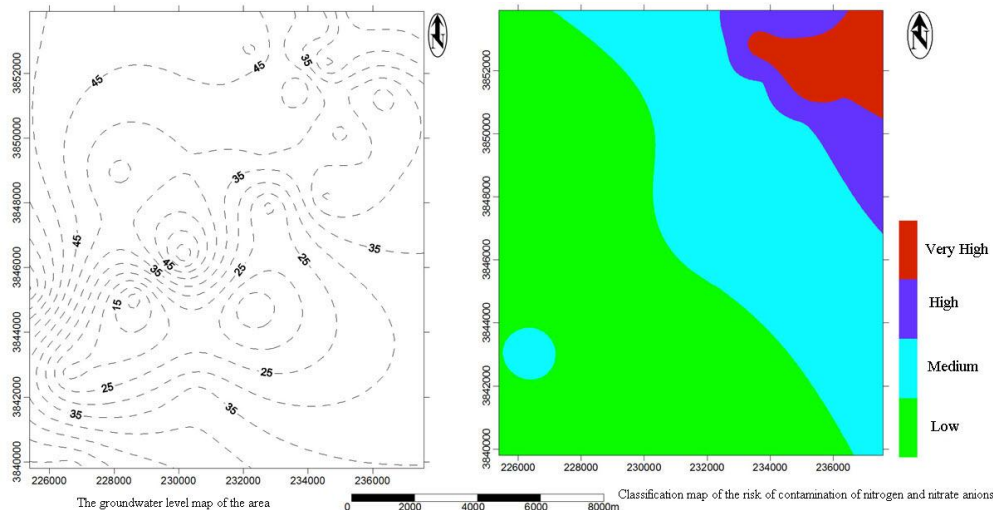 N
N
45
45
35
35
45
45
35
35
45
25
25
15
25
25
35
35
3852000
3850000
3848000
3846000
3844000
3842000
3840000
226000 228000 230000 232000 234000 236000
3852000
3850000
3848000
3846000
3844000
3842000
3840000
226000 228000 230000 232000 234000 236000
Very High
High
Medium
Low
The groundwater level map of the area
0 2000 4000 6000 8000m
Classification map of the risk of contamination of nitrogen and nitrate anions